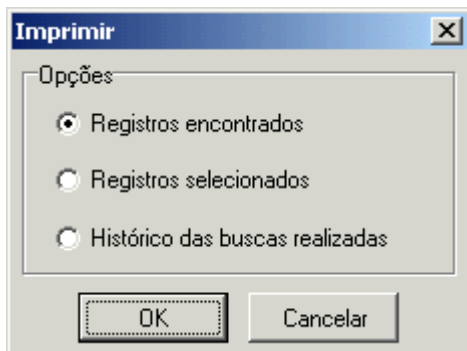 Imprimir
Opções
Registros encontrados
Registros selecionados
Histórico das buscas realizadas
OK
Cancelar